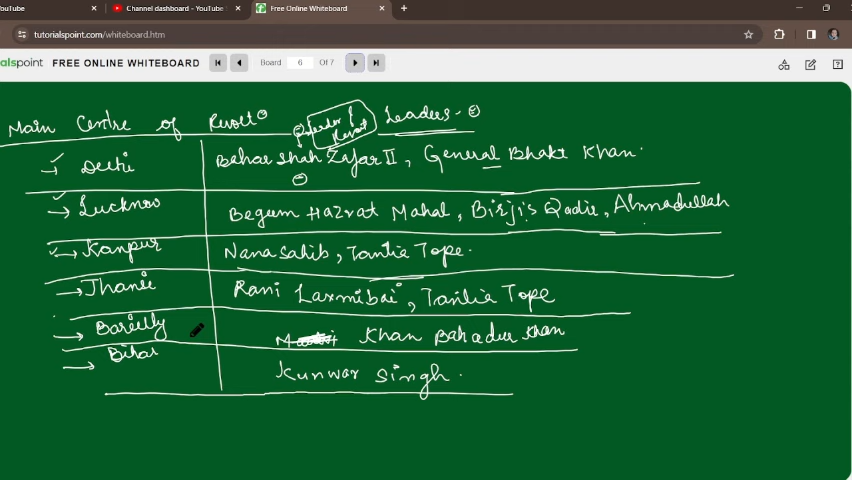 YouTube
Channel dashboard - YouTube S
Free Online Whiteboard
tutorialspoint.com/whiteboard.htm
alspoint FREE ONLINE WHITEBOARD Board 6 Of 7
Main Centre of Revolt Leader of Revolt Leaders -
→ Delhi Bahar Shah Zafar II, General Bhakt Khan.
→ Lucknow Begum Hazrat Mahal, Birjis Qadir, Ahmadullah
→ Kanpur Nana Sahib, Tantia Tope.
→ Jhansi Rani Laxmibai, Tantia Tope
→ Barielly Khan Bahadur Khan
→ Bihar Kunwar Singh.